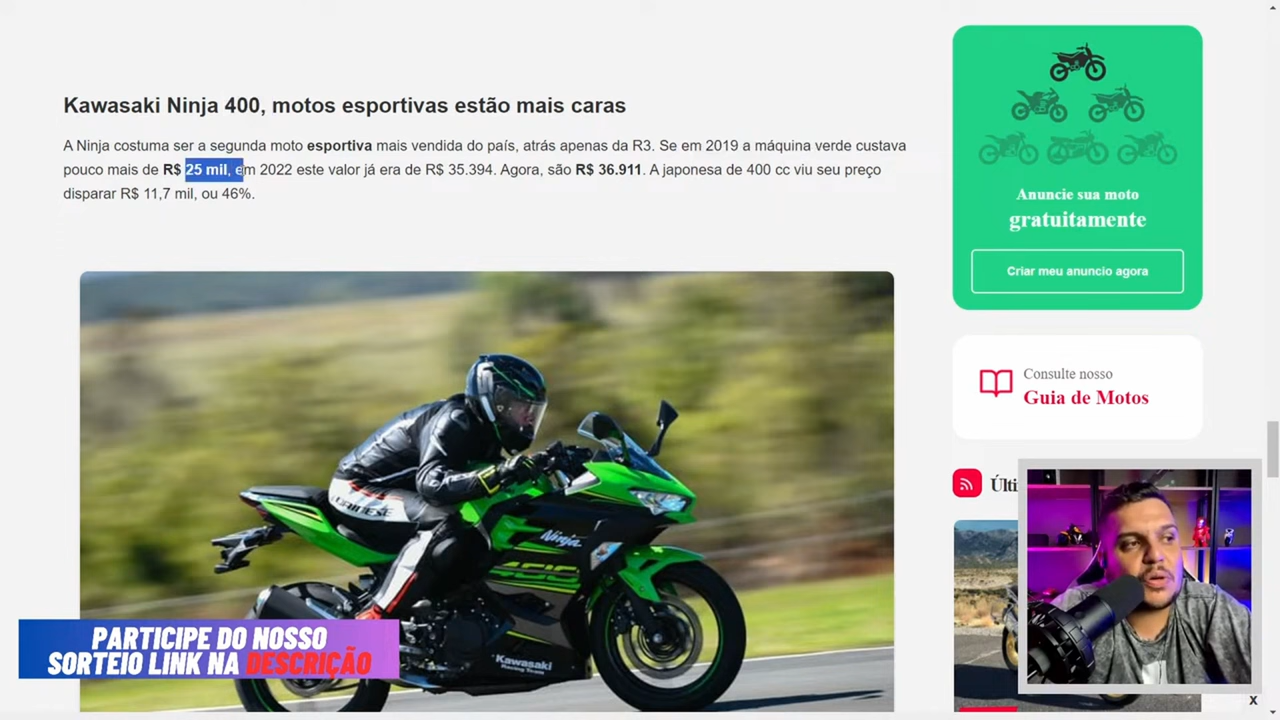 Kawasaki Ninja 400, motos esportivas estão mais caras
A Ninja costuma ser a segunda moto esportiva mais vendida do país, atrás apenas da R3. Se em 2019 a máquina verde custava
pouco mais de R$ 25 mil, em 2022 este valor já era de R$ 35.394. Agora, são R$ 36.911. A japonesa de 400 cc viu seu preço
disparar R$ 11,7 mil, ou 46%.
Anuncie sua moto
gratuitamente
Criar meu anuncio agora
Consulte nosso
Guia de Motos
Últi
Ninja
400
Kawasaki
Racing Team
PARTICIPE DO NOSSO
SORTEIO LINK NA DESCRIÇÃO
X